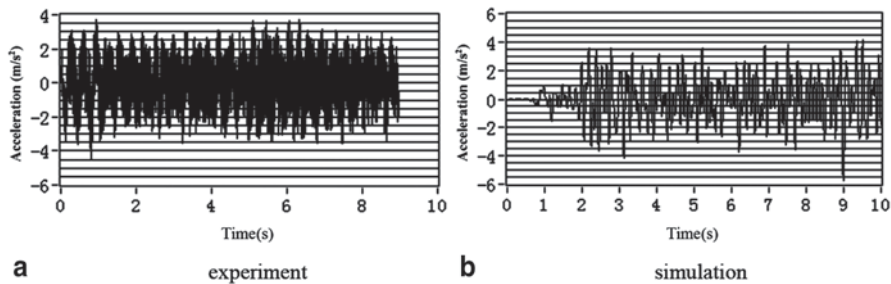 4
2
0
-2
-4
-6
Acceleration (m/s²)
0 2 4 6 8 10
Time(s)
a experiment
6
4
2
0
-2
-4
-6
Acceleration (m/s²)
0 1 2 3 4 5 6 7 8 9 10
Time(s)
b simulation